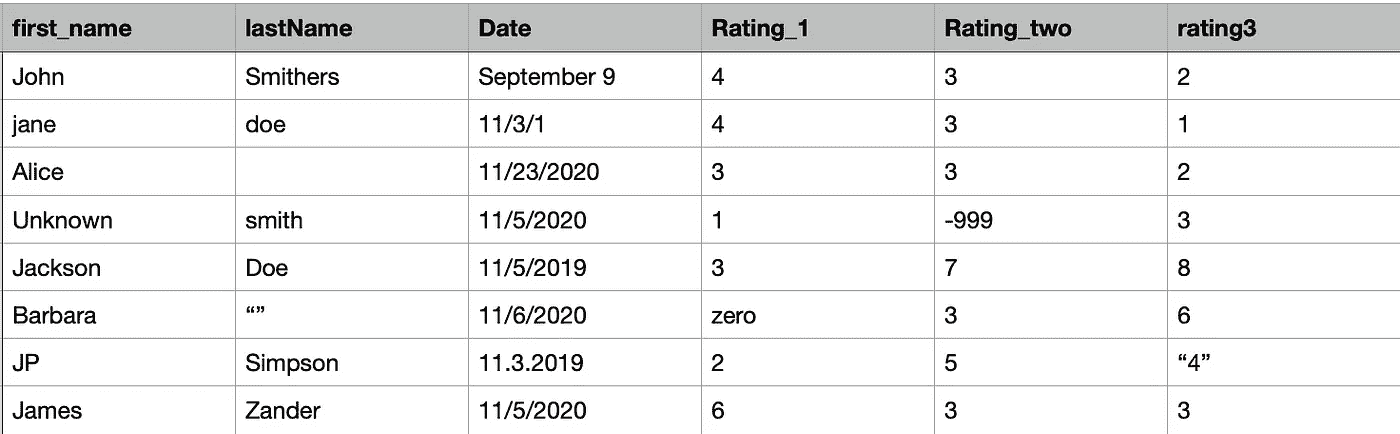 first_name lastName Date Rating_1 Rating_two rating3
John Smithers September 9 4 3 2
jane doe 11/3/1 4 3 1
Alice 11/23/2020 3 3 2
Unknown smith 11/5/2020 1 -999 3
Jackson Doe 11/5/2019 3 7 8
Barbara “” 11/6/2020 zero 3 6
JP Simpson 11.3.2019 2 5 “4”
James Zander 11/5/2020 6 3 3